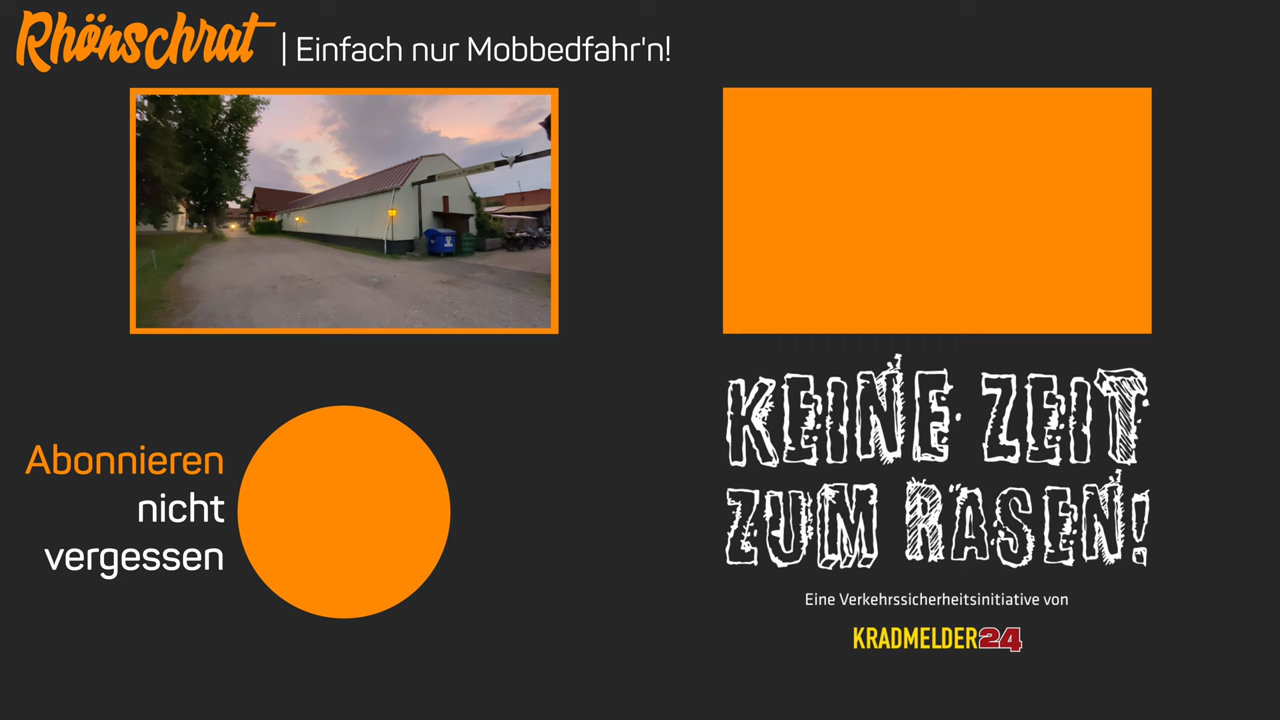 Rhönschrat | Einfach nur Mobbedfahr'n!
Abonnieren
nicht
vergessen
KEINE ZEIT
ZUM RASEN!
Eine Verkehrssicherheitsinitiative von
KRADMELDER24